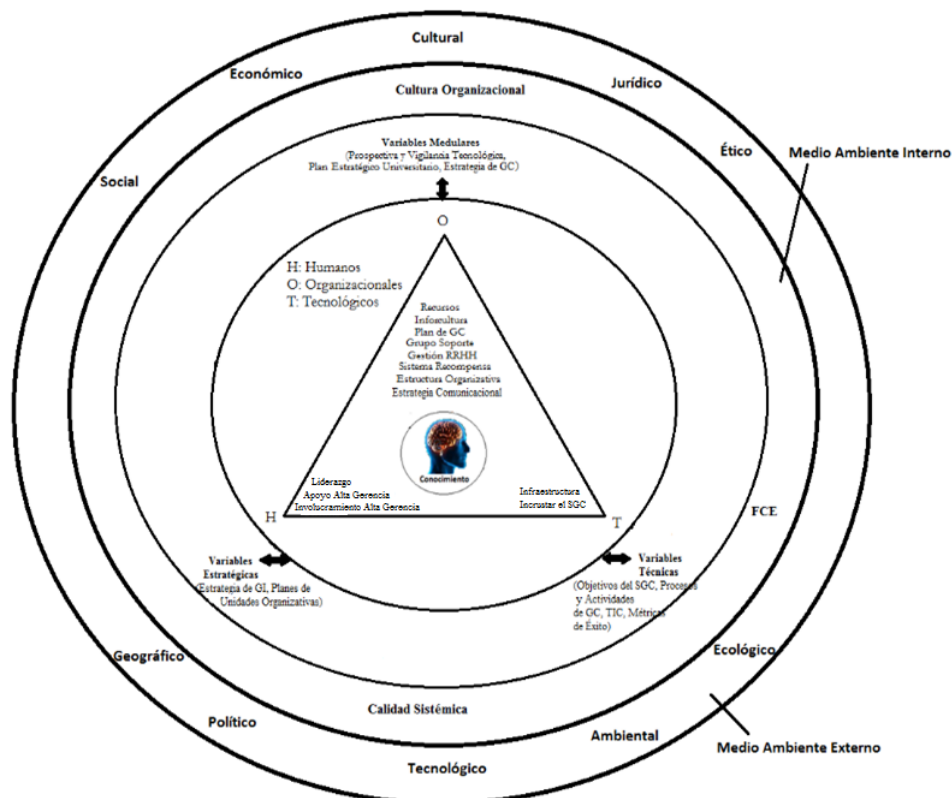 Cultural
Económico
Jurídico
Cultura Organizacional
Variables Medulares
(Prospectiva y Vigilancia Tecnológica,
Plan Estratégico Universitario, Estrategia de GC)
Ético
Medio Ambiente Interno
Social
O
H: Humanos
O: Organizacionales
T: Tecnológicos
Recursos
Infocultura
Plan de GC
Grupo Soporte
Gestión RRHH
Sistema Recompensa
Estructura Organizativa
Estrategia Comunicacional
Conocimiento
Liderazgo
Apoyo Alta Gerencia
Involucramiento Alta Gerencia
Infraestructura
Incrustar el SGC
H
T
FCE
Variables
Estratégicas
(Estrategia de GI, Planes de
Unidades Organizativas)
Variables
Técnicas
(Objetivos del SGC, Procesos
y Actividades
de GC, TIC, Métricas
de Éxito)
Geográfico
Ecológico
Calidad Sistémica
Político
Ambiental
Medio Ambiente Externo
Tecnológico